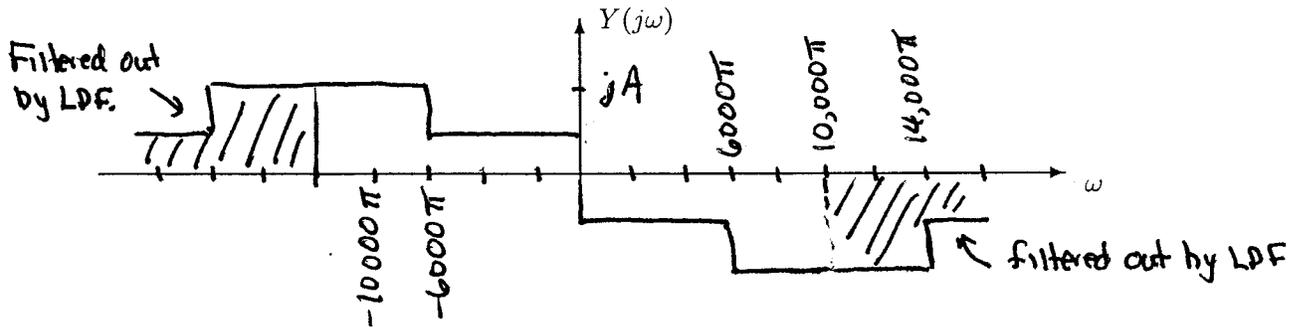 Y(jω)
Filtered out
by LDF.
jA
6000π
10,000π
14,000π
ω
-10000π
-6000π
filtered out by LDF